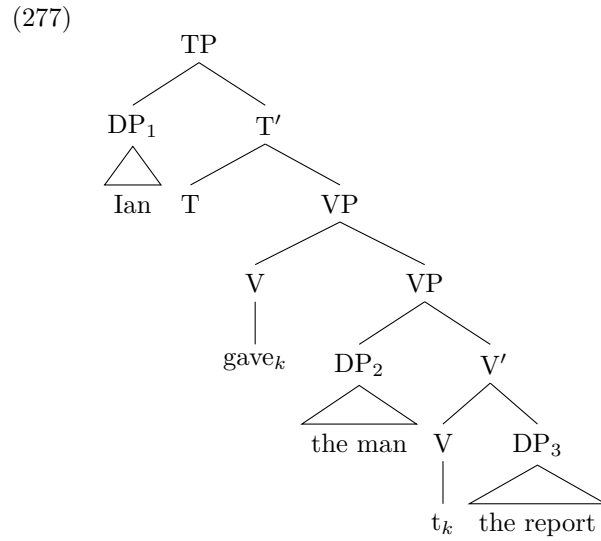 (277)
TP
DP₁ T′
Ian T VP
V VP
gaveₖ DP₂ V′
the man V DP₃
tₖ the report